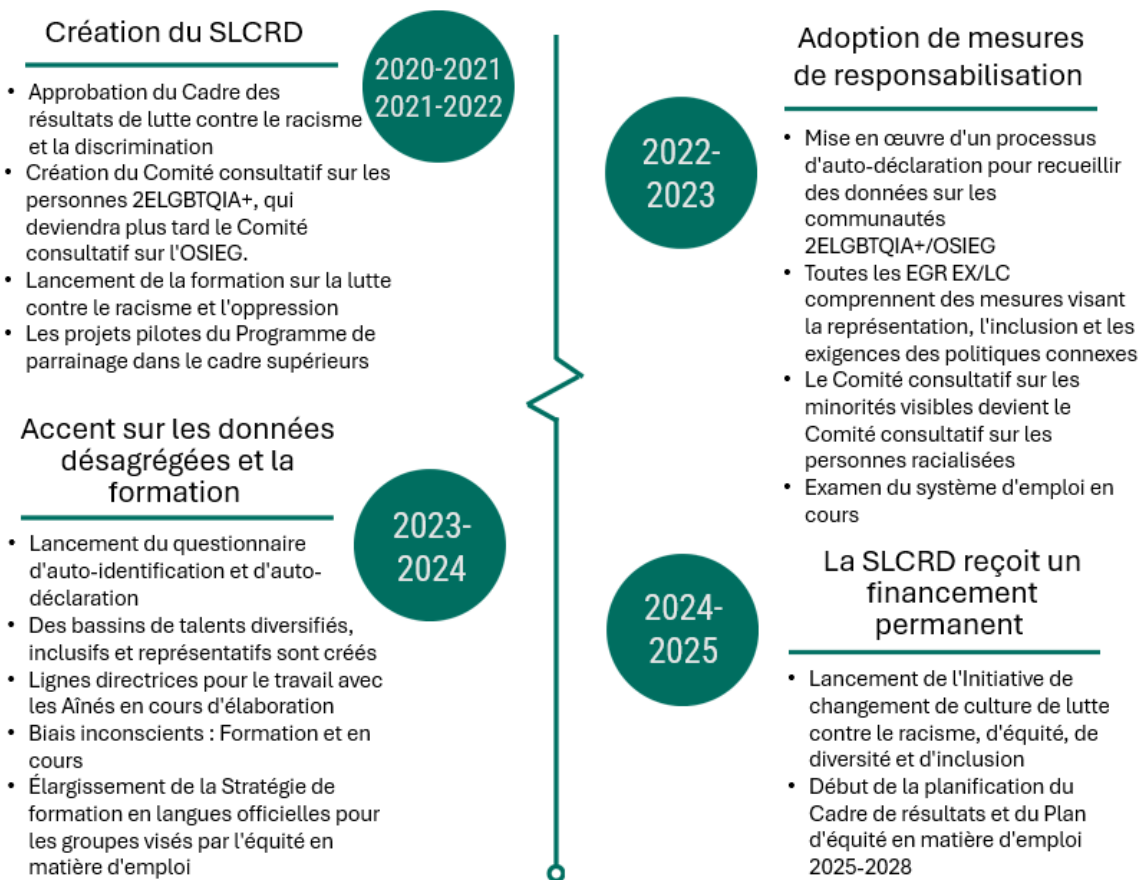 Création du SLCRD
2020-2021
2021-2022
• Approbation du Cadre des
résultats de lutte contre le racisme
et la discrimination
• Création du Comité consultatif sur les
personnes 2ELGBTQIA+, qui
deviendra plus tard le Comité
consultatif sur l'OSIEG.
• Lancement de la formation sur la lutte
contre le racisme et l'oppression
• Les projets pilotes du Programme de
parrainage dans le cadre supérieurs
Adoption de mesures
de responsabilisation
2022-
2023
• Mise en œuvre d'un processus
d'auto-déclaration pour recueillir
des données sur les
communautés
2ELGBTQIA+/OSIEG
• Toutes les EGR EX/LC
comprennent des mesures visant
la représentation, l'inclusion et les
exigences des politiques connexes
• Le Comité consultatif sur les
minorités visibles devient le
Comité consultatif sur les
personnes racialisées
• Examen du système d'emploi en
cours
Accent sur les données
désagrégées et la
formation
2023-
2024
• Lancement du questionnaire
d'auto-identification et d'auto-
déclaration
• Des bassins de talents diversifiés,
inclusifs et représentatifs sont créés
• Lignes directrices pour le travail avec
les Aînés en cours d'élaboration
• Biais inconscients : Formation et en
cours
• Élargissement de la Stratégie de
formation en langues officielles pour
les groupes visés par l'équité en
matière d'emploi
La SLCRD reçoit un
financement
permanent
2024-
2025
• Lancement de l'Initiative de
changement de culture de lutte
contre le racisme, d'équité, de
diversité et d'inclusion
• Début de la planification du
Cadre de résultats et du Plan
d'équité en matière d'emploi
2025-2028